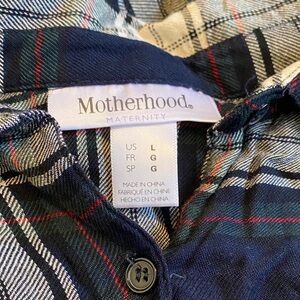 Motherhood®
MATERNITY
US L
FR G
SP G
MADE IN CHINA
FABRIQUÉ EN CHINE
HECHO EN CHINA